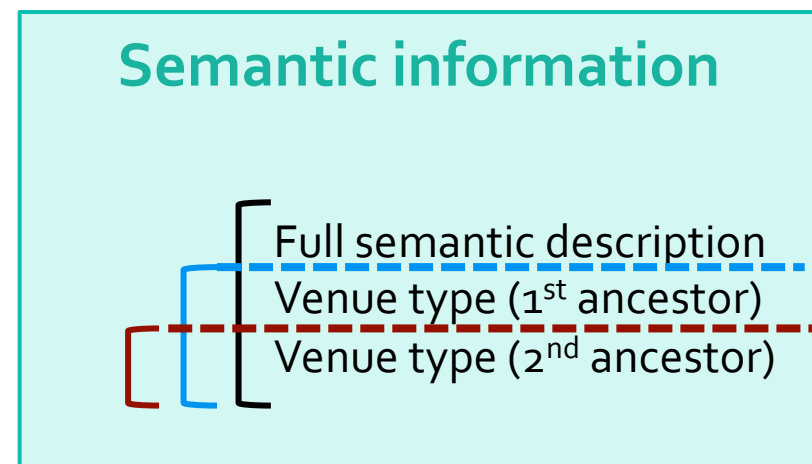 Semantic information
Full semantic description
Venue type (1st ancestor)
Venue type (2nd ancestor)